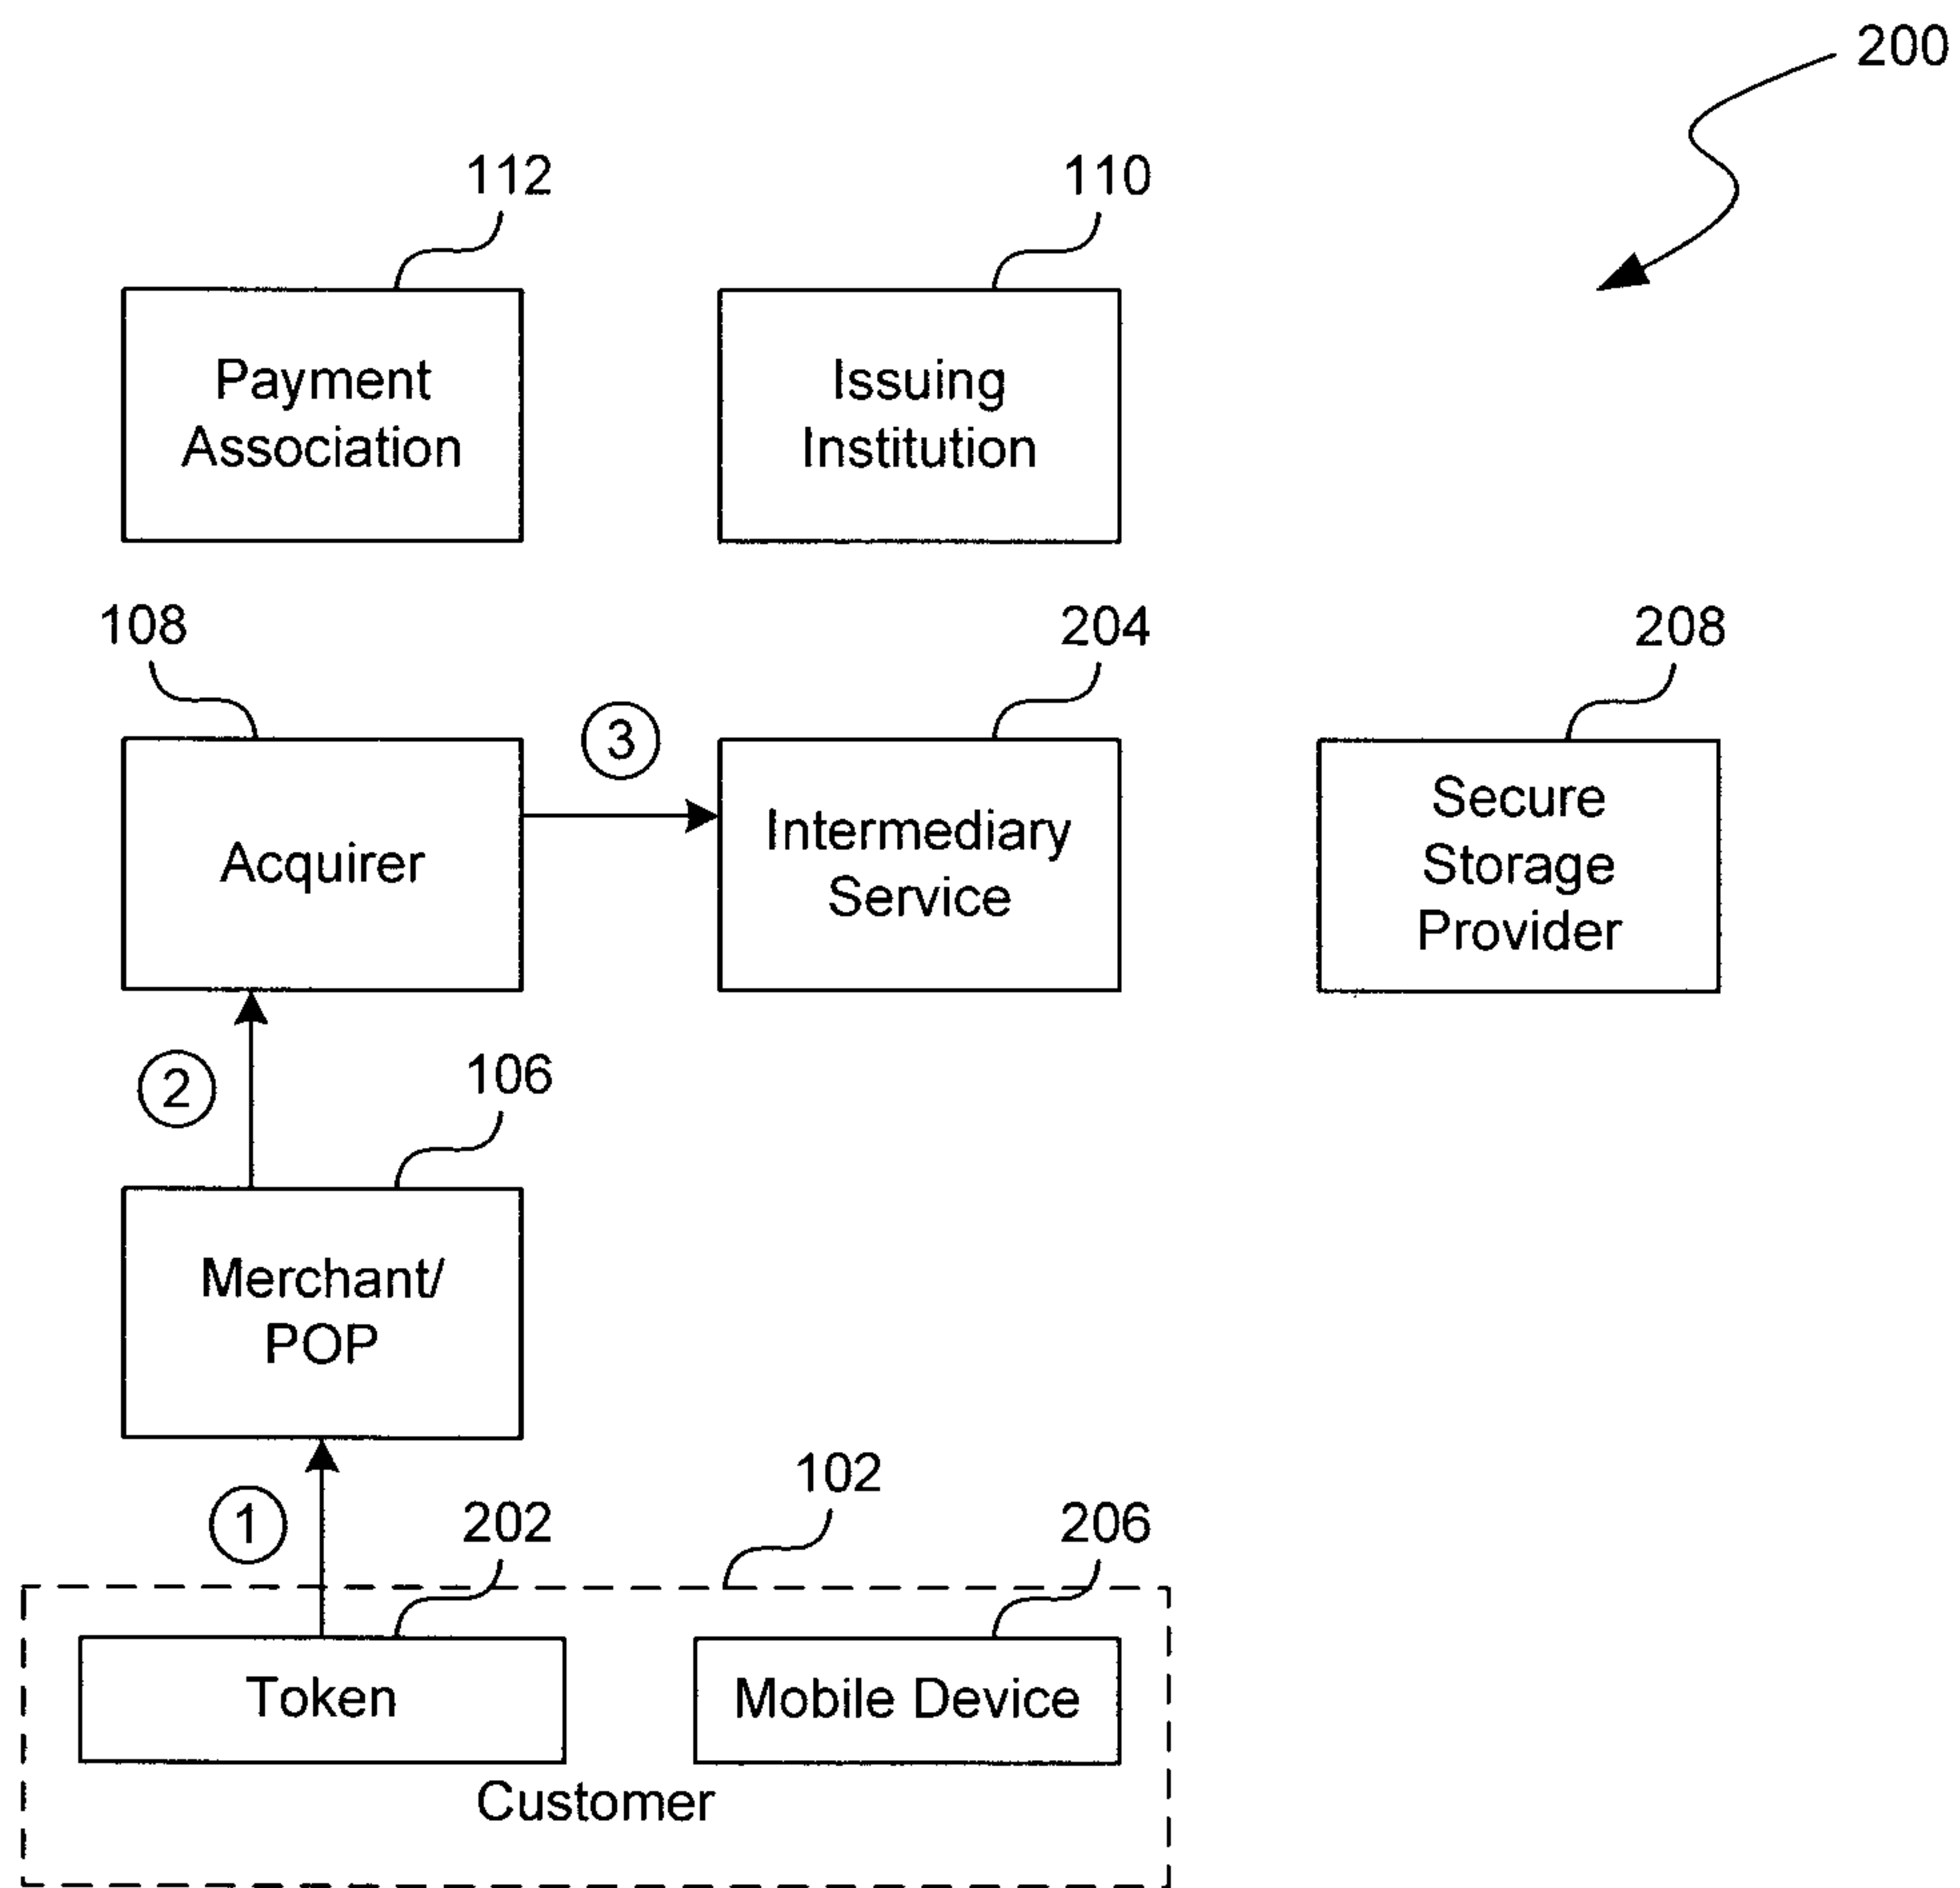 200
112
110
Payment
Association
Issuing
Institution
108
204
208
3
Acquirer
Intermediary
Service
Secure
Storage
Provider
2
106
Merchant/
POP
102
1
202
206
Token
Mobile Device
Customer